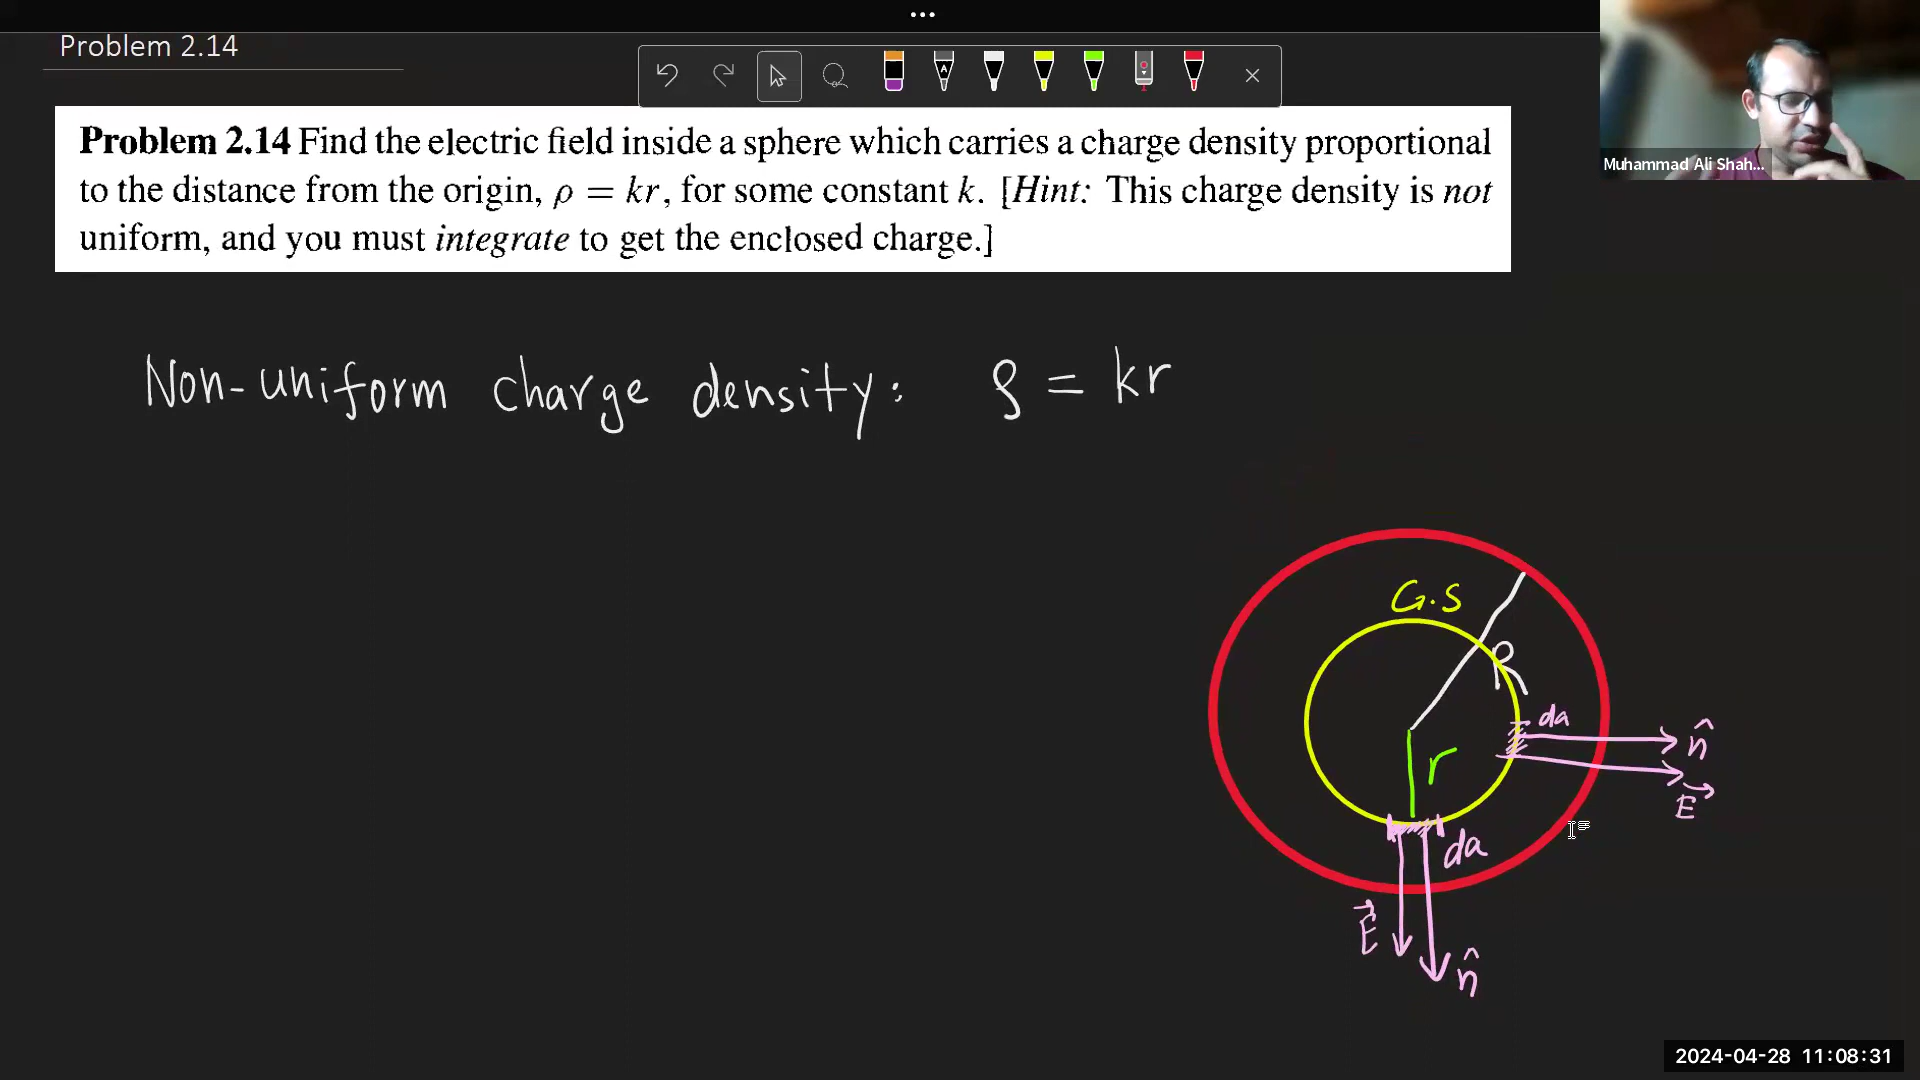 ...
Problem 2.14
A
Muhammad Ali Shah...
Problem 2.14 Find the electric field inside a sphere which carries a charge density proportional
to the distance from the origin, ρ = kr, for some constant k. [Hint: This charge density is not
uniform, and you must integrate to get the enclosed charge.]
Non-uniform charge density: ρ = kr
G.S
R
da
n̂
r
E⃗
da
E⃗
n̂
2024-04-28 11:08:31